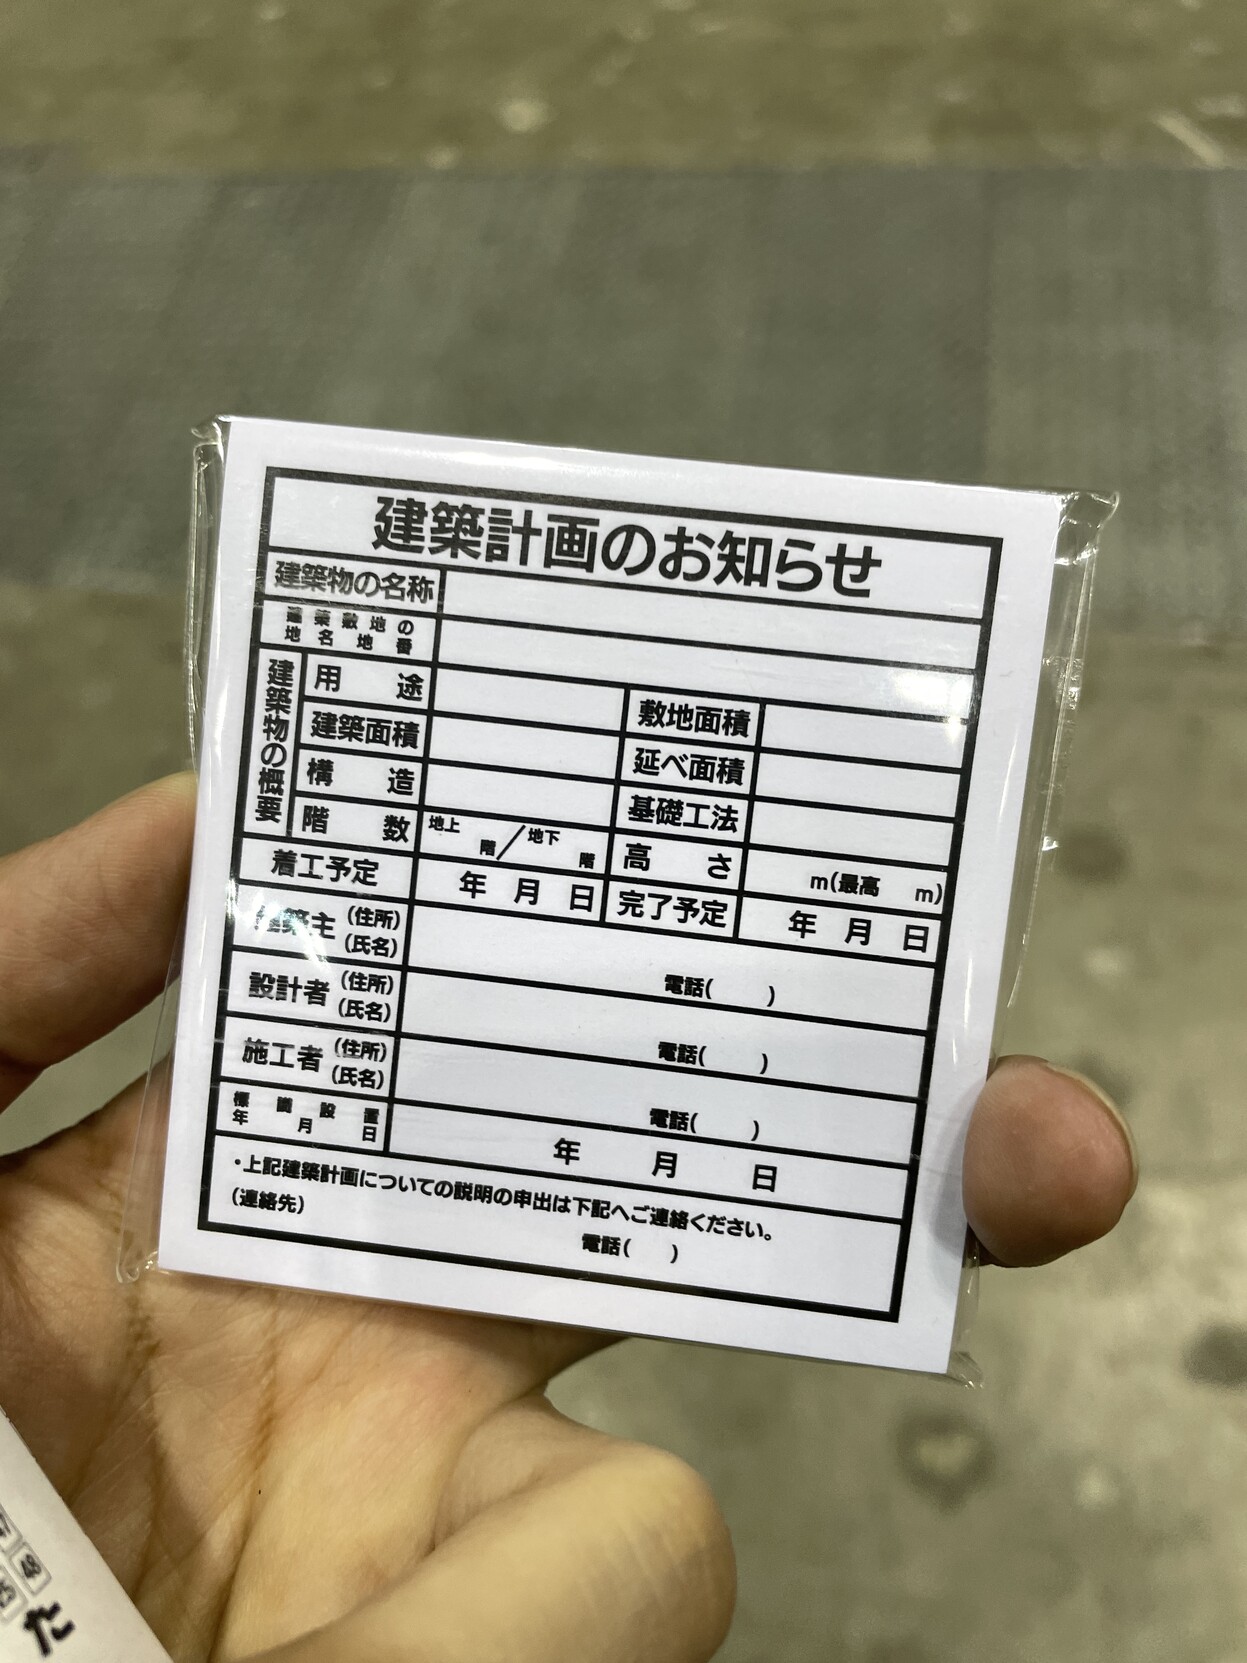 建築計画のお知らせ
建築物の名称
建築敷地の
地名地番
建築物の概要
用途
敷地面積
建築面積
延べ面積
構造
基礎工法
階数
地上 階/地下 階
高さ
m(最高 m)
着工予定
年 月 日
完了予定
年 月 日
建築主(住所)
(氏名)
電話( )
設計者(住所)
(氏名)
電話( )
施工者(住所)
(氏名)
電話( )
標識設置
年月日
年 月 日
・上記建築計画についての説明の申出は下記へご連絡ください。
(連絡先)
電話( )
48
た